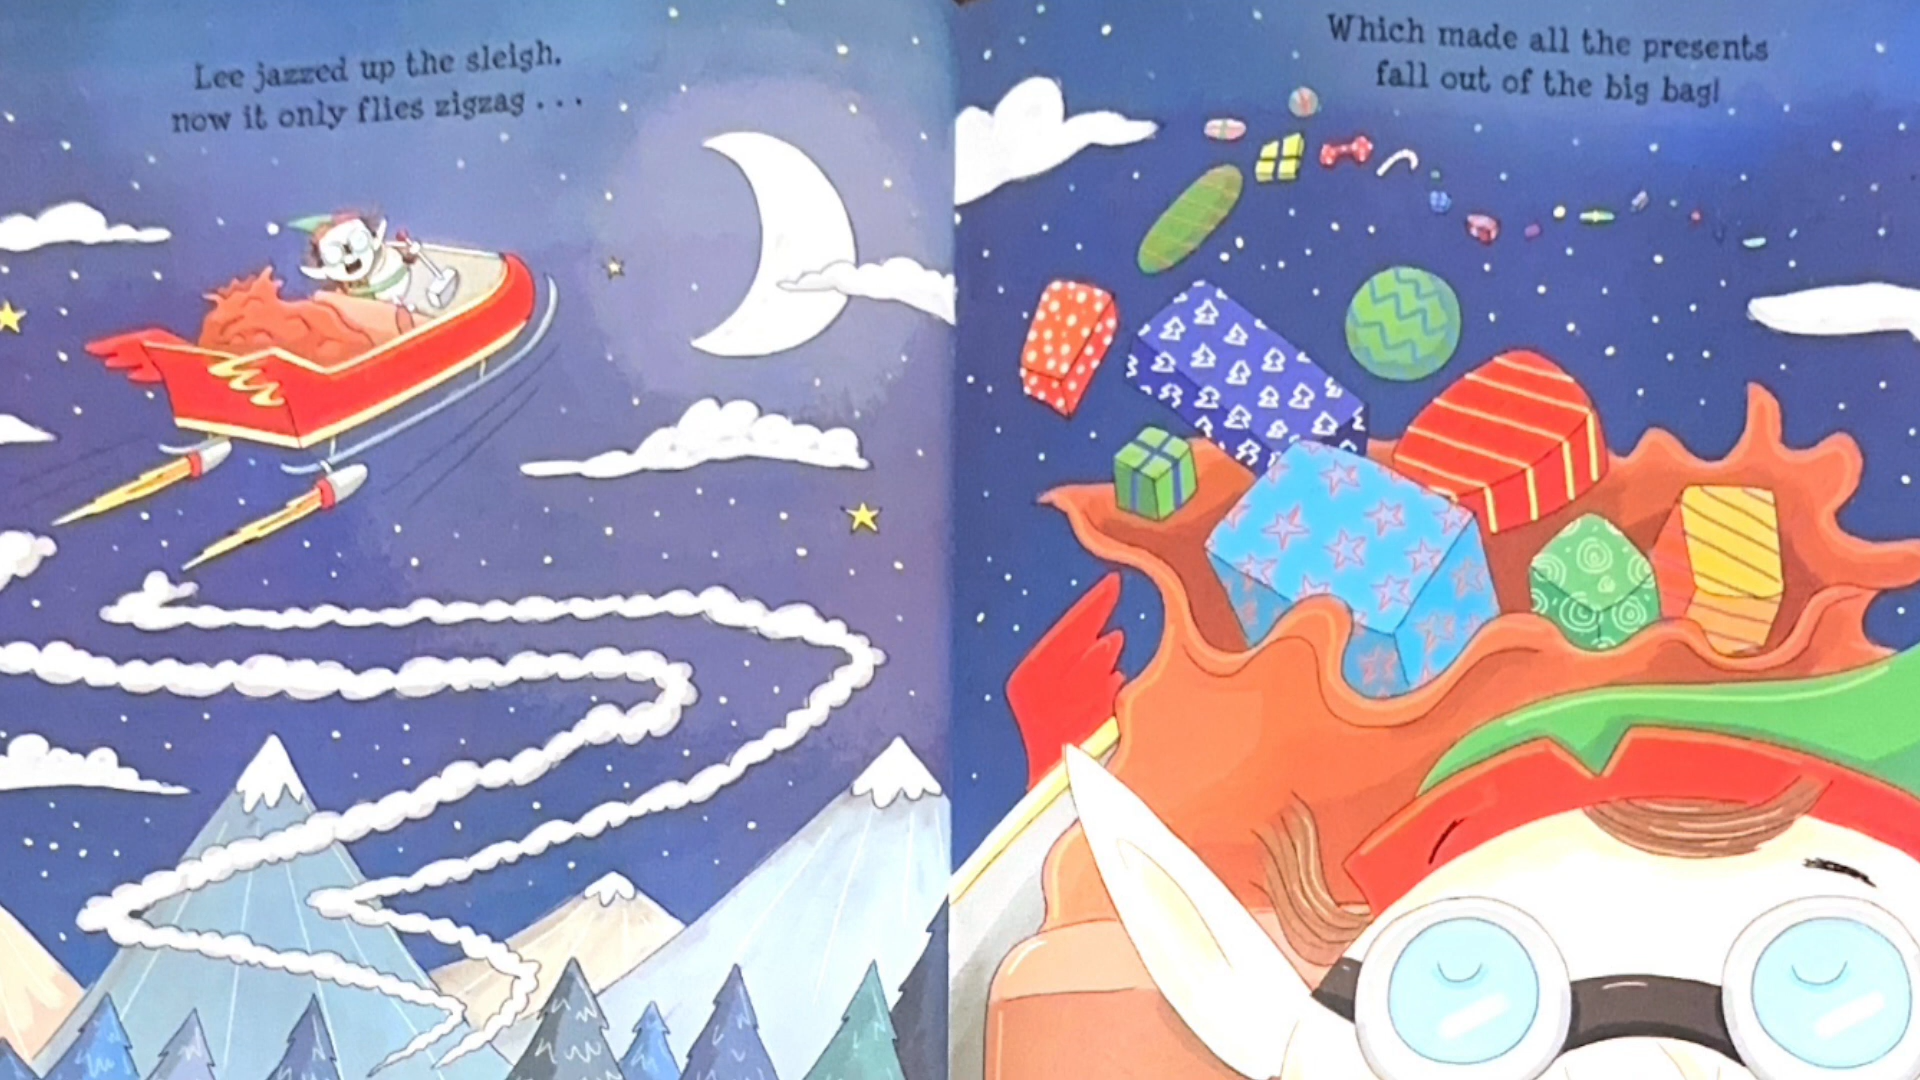 Lee jazzed up the sleigh,
now it only flies zigzag . . .
Which made all the presents
fall out of the big bag!